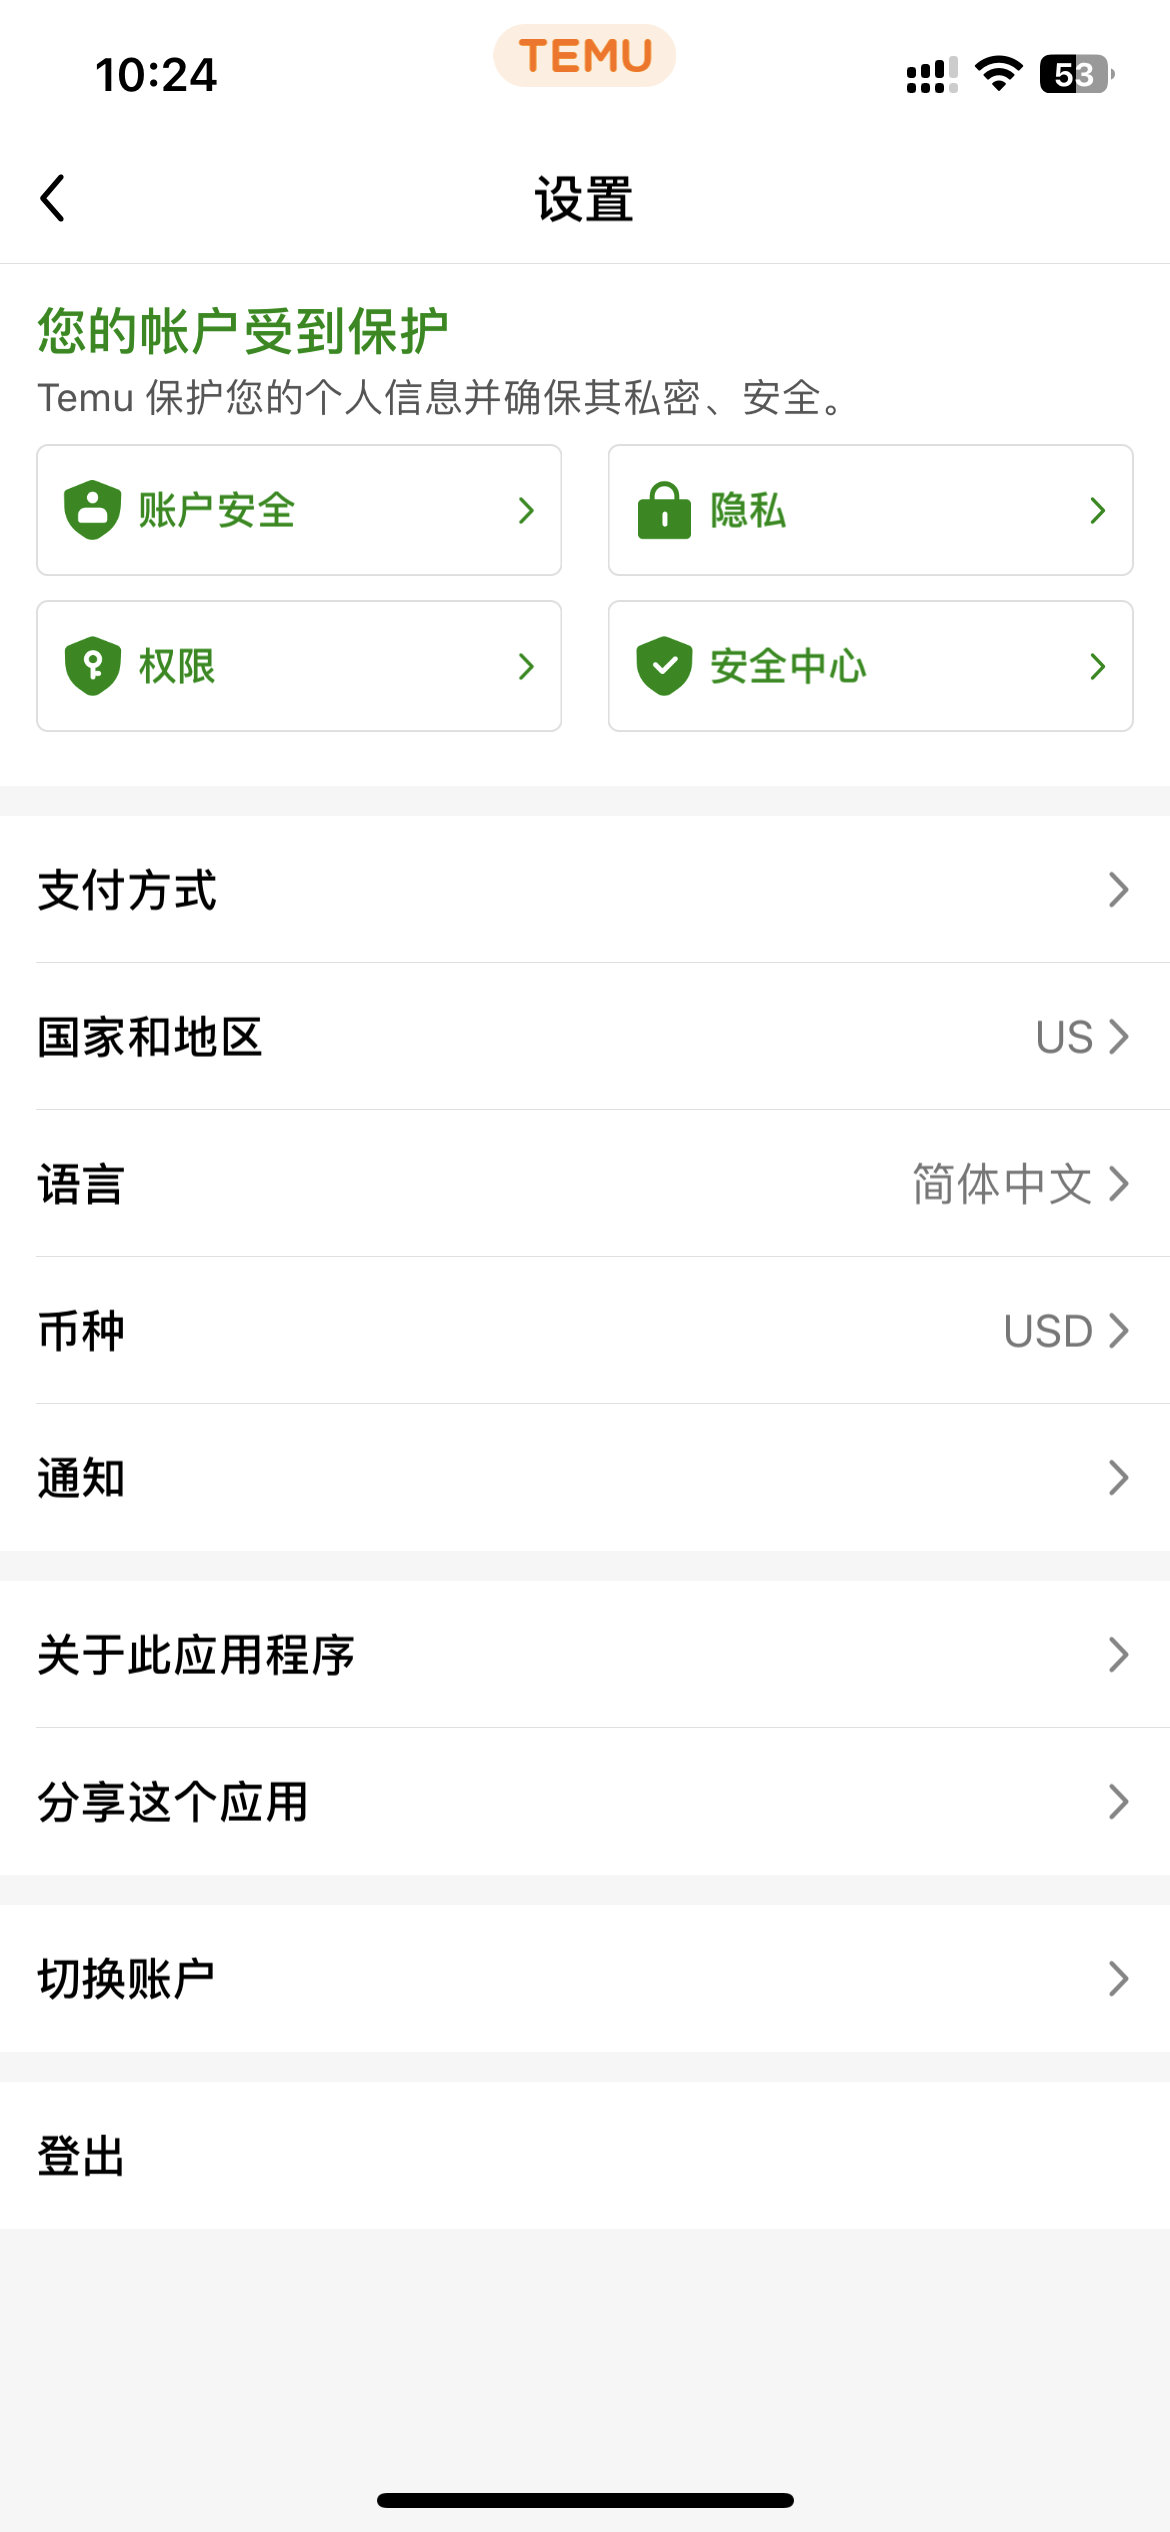 10:24
TEMU
53
设置
您的帐户受到保护
Temu 保护您的个人信息并确保其私密、安全。
账户安全
隐私
权限
安全中心
支付方式
国家和地区 US
语言 简体中文
币种 USD
通知
关于此应用程序
分享这个应用
切换账户
登出